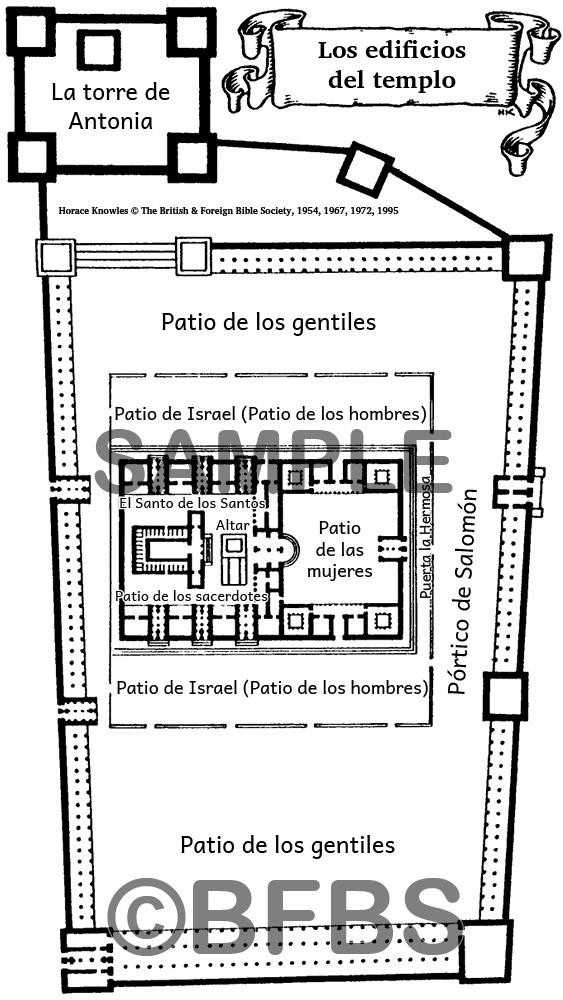 Los edificios
del templo
HK
La torre de
Antonia
Horace Knowles © The British & Foreign Bible Society, 1954, 1967, 1972, 1995
Patio de los gentiles
Patio de Israel (Patio de los hombres)
SAMPLE
El Santo de los Santos
Altar
Patio
de las
mujeres
Puerta la Hermosa
Pórtico de Salomón
Patio de los sacerdotes
Patio de Israel (Patio de los hombres)
Patio de los gentiles
©BFBS